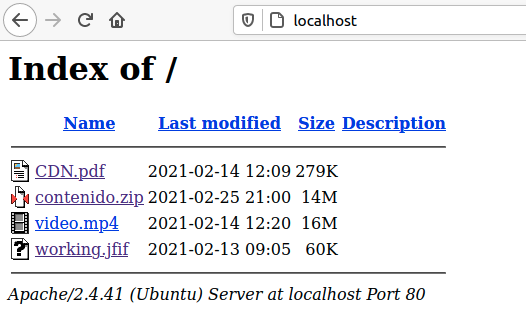 localhost
Index of /
Name Last modified Size Description
CDN.pdf 2021-02-14 12:09 279K
contenido.zip 2021-02-25 21:00 14M
video.mp4 2021-02-14 12:20 16M
working.jfif 2021-02-13 09:05 60K
Apache/2.4.41 (Ubuntu) Server at localhost Port 80